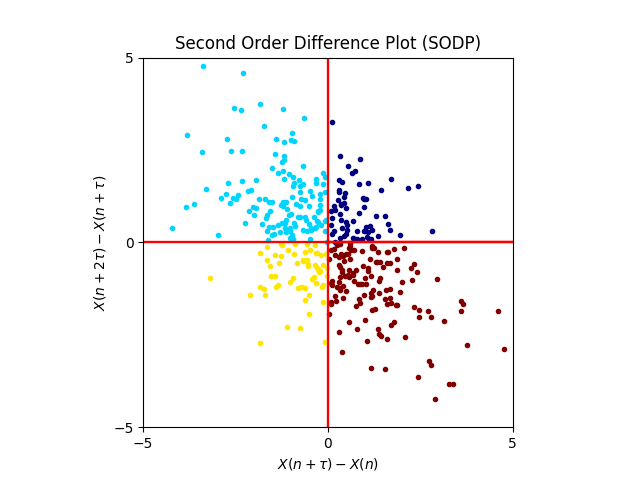 Second Order Difference Plot (SODP)
5
X(n + 2τ) − X(n + τ)
0
−5
−5 0 5
X(n + τ) − X(n)